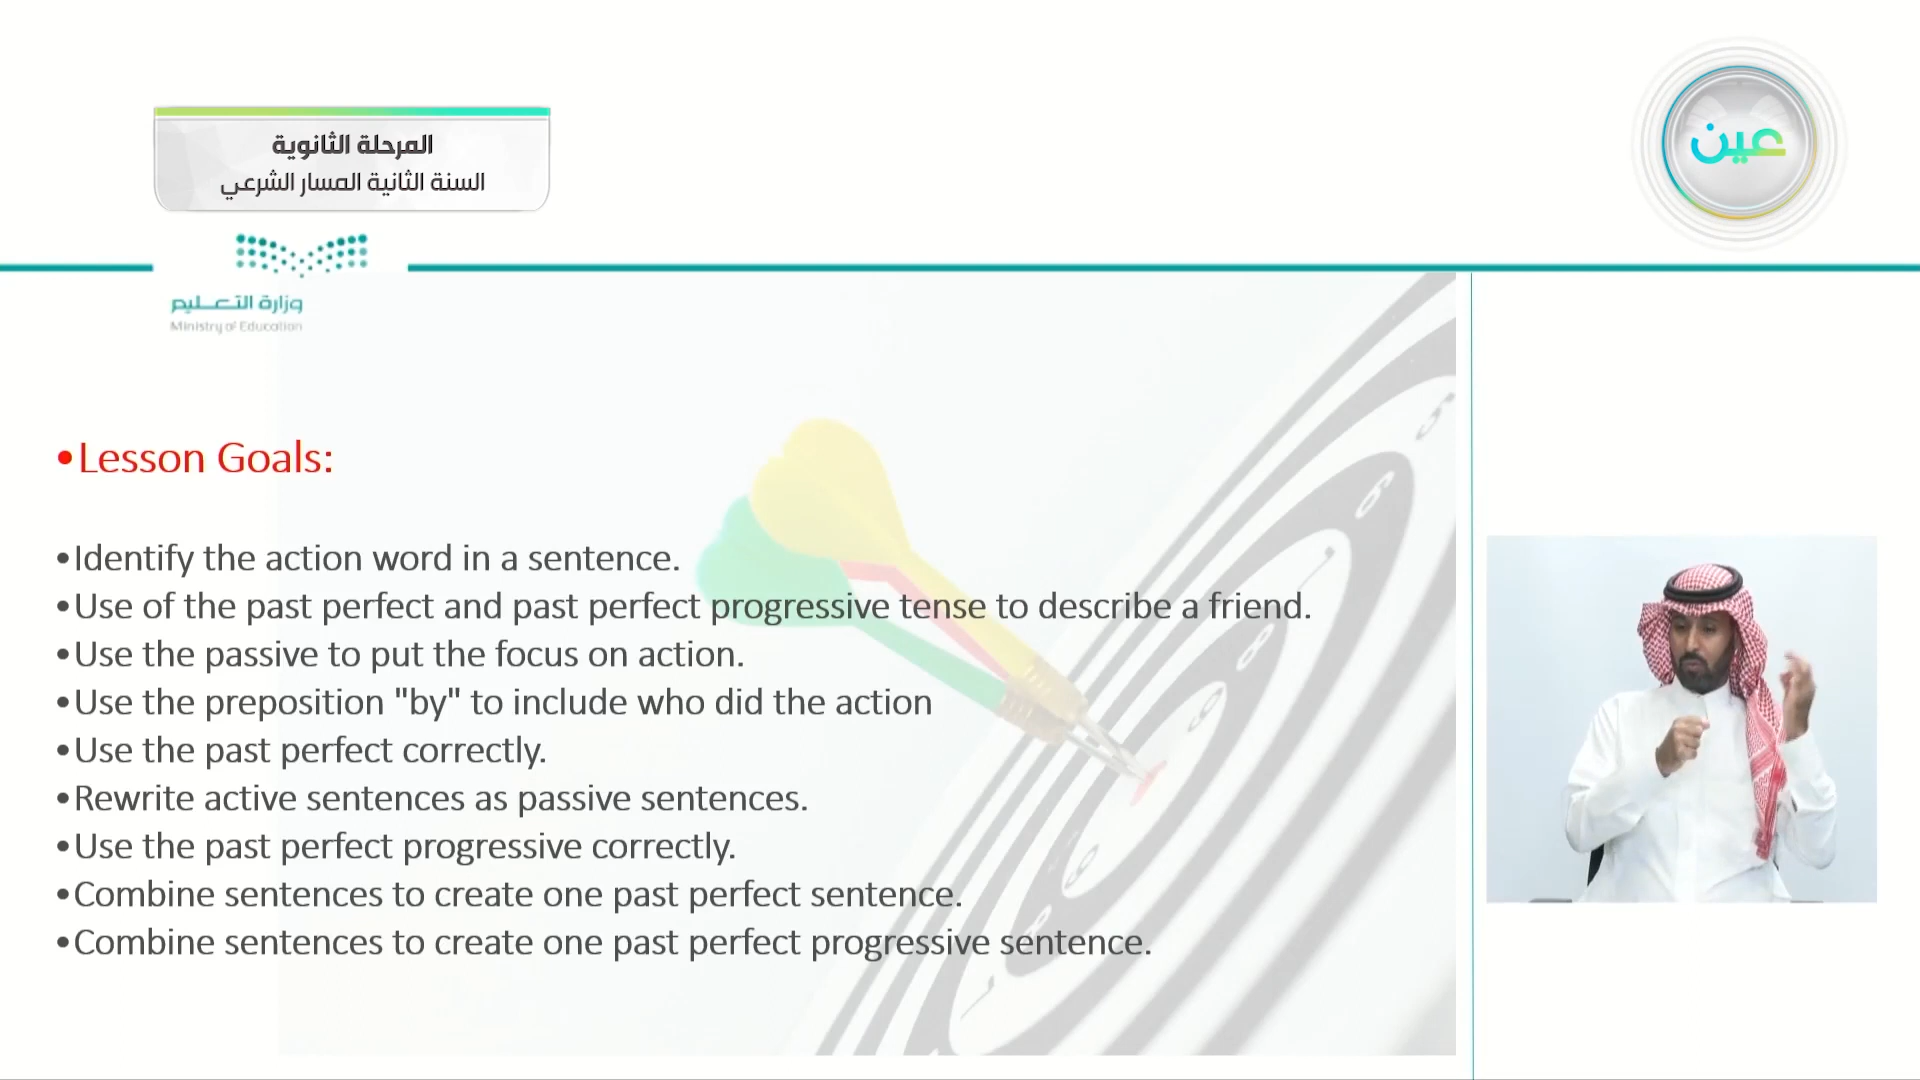 المرحلة الثانوية
السنة الثانية المسار الشرعي
عين
وزارة التعليم
Ministry of Education
•Lesson Goals:
•Identify the action word in a sentence.
•Use of the past perfect and past perfect progressive tense to describe a friend.
•Use the passive to put the focus on action.
•Use the preposition "by" to include who did the action
•Use the past perfect correctly.
•Rewrite active sentences as passive sentences.
•Use the past perfect progressive correctly.
•Combine sentences to create one past perfect sentence.
•Combine sentences to create one past perfect progressive sentence.